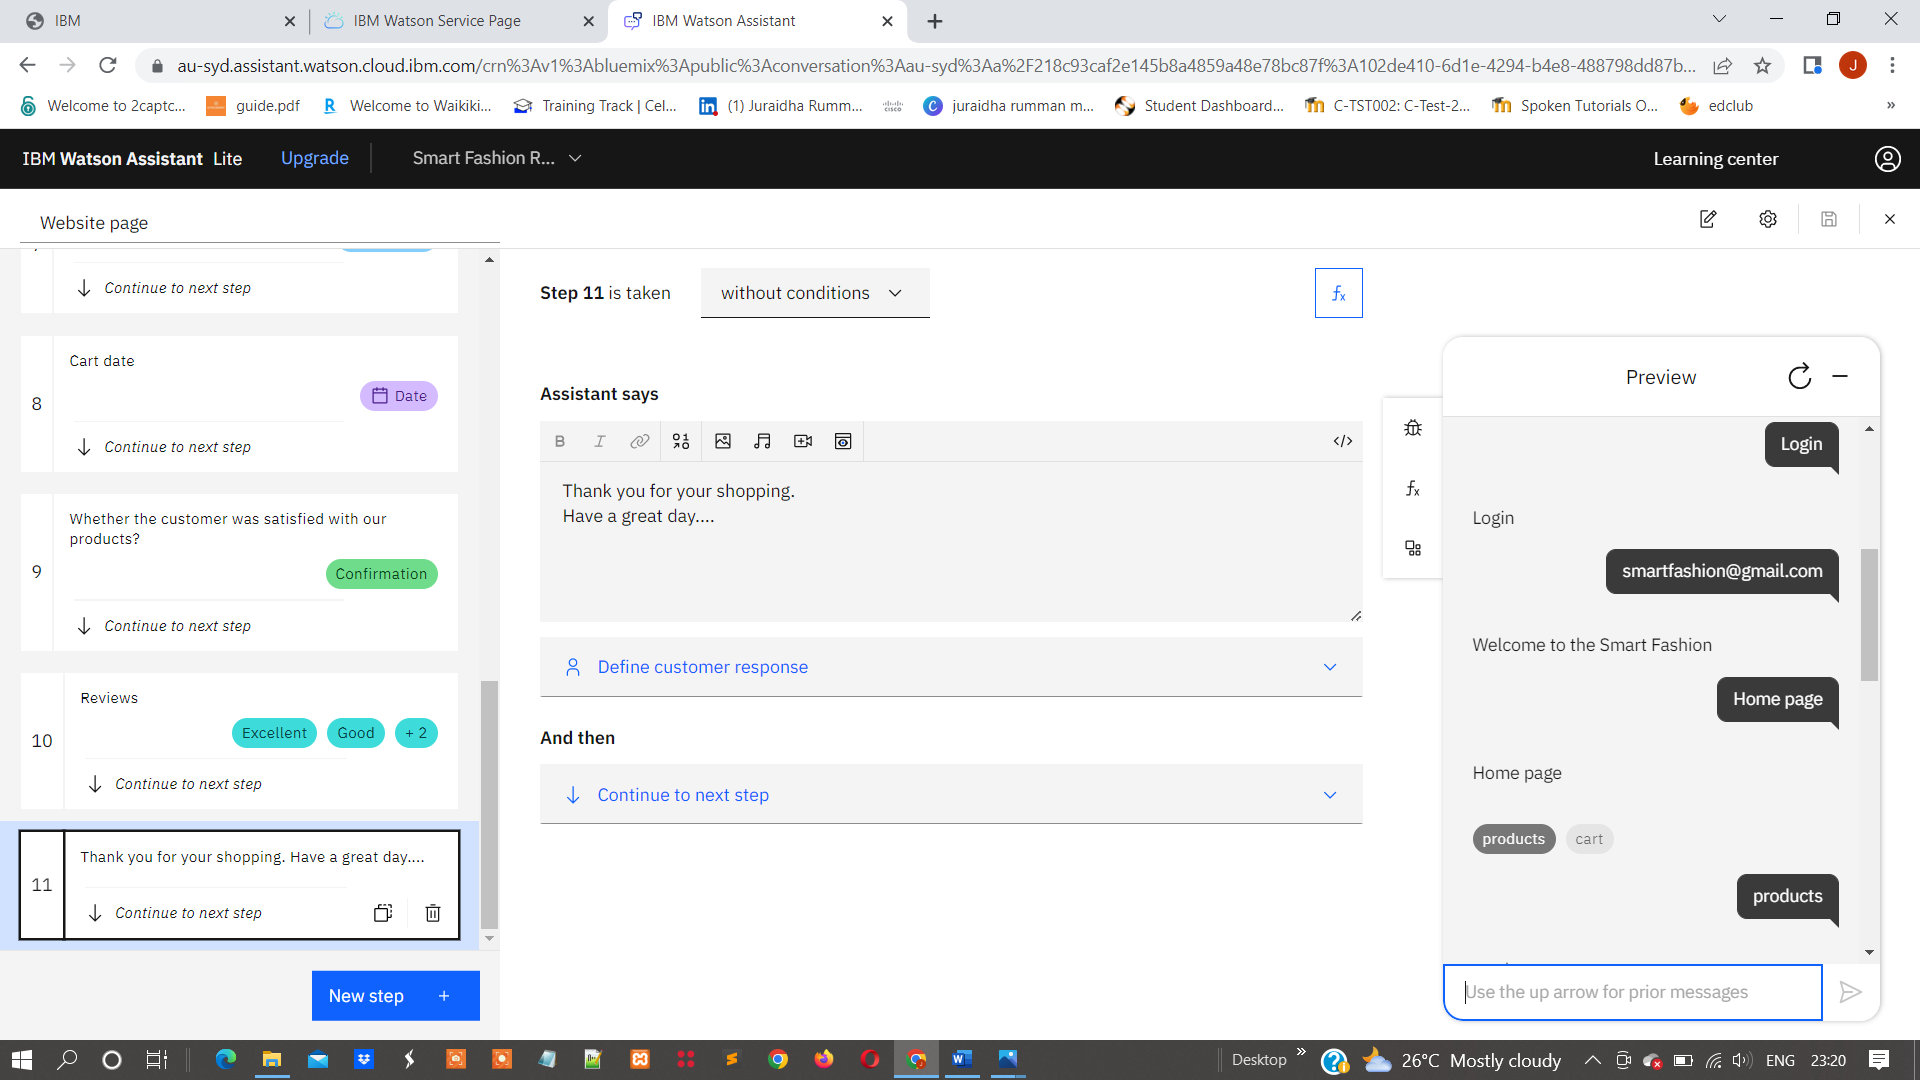 IBM
IBM Watson Service Page
IBM Watson Assistant
au-syd.assistant.watson.cloud.ibm.com/crn%3Av1%3Abluemix%3Apublic%3Aconversation%3Aau-syd%3Aa%2F218c93caf2e145b8a4859a48e78bc87f%3A102de410-6d1e-4294-b4e8-488798dd87b...
J
Welcome to 2captc...
guide.pdf
Welcome to Waikiki...
Training Track | Cel...
(1) Juraidha Rumm...
juraidha rumman m...
Student Dashboard...
C-TST002: C-Test-2...
Spoken Tutorials O...
edclub
»
IBM Watson Assistant Lite
Upgrade
Smart Fashion R...
Learning center
Website page
Continue to next step
8
Cart date
Date
Continue to next step
9
Whether the customer was satisfied with our
products?
Confirmation
Continue to next step
10
Reviews
Excellent
Good
+ 2
Continue to next step
11
Thank you for your shopping. Have a great day....
Continue to next step
New step +
Step 11 is taken
without conditions
fx
Assistant says
B
I
</>
Thank you for your shopping.
Have a great day....
Define customer response
And then
Continue to next step
fx
Preview
Login
Login
smartfashion@gmail.com
Welcome to the Smart Fashion
Home page
Home page
products
cart
products
Use the up arrow for prior messages
Desktop
»
26°C Mostly cloudy
ENG
23:20